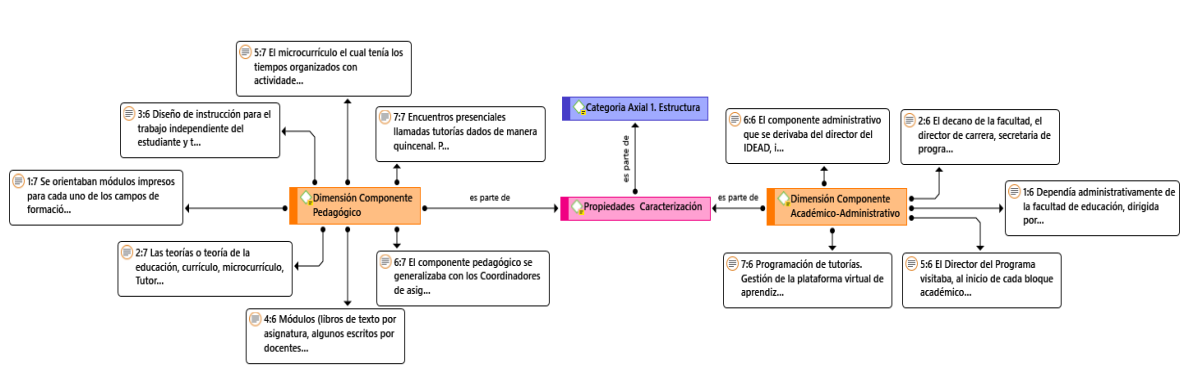 5:7 El microcurrículo el cual tenía los
tiempos organizados con
actividade...
3:6 Diseño de instrucción para el
trabajo independiente del
estudiante y t...
7:7 Encuentros presenciales
llamadas tutorías dados de manera
quincenal. P...
Categoria Axial 1. Estructura
6:6 El componente administrativo
que se derivaba del director del
IDEAD, i...
2:6 El decano de la facultad, el
director de carrera, secretaria de
progra...
es parte de
1:7 Se orientaban módulos impresos
para cada uno de los campos de
formació...
Dimensión Componente
Pedagógico
es parte de
Propiedades Caracterización
es parte de
Dimensión Componente
Académico-Administrativo
1:6 Dependía administrativamente de
la facultad de educación, dirigida
por...
2:7 Las teorías o teoría de la
educación, currículo, microcurrículo,
Tutor...
6:7 El componente pedagógico se
generalizaba con los Coordinadores
de asig...
7:6 Programación de tutorías.
Gestión de la plataforma virtual de
aprendiz...
5:6 El Director del Programa
visitaba, al inicio de cada bloque
académico...
4:6 Módulos (libros de texto por
asignatura, algunos escritos por
docentes...